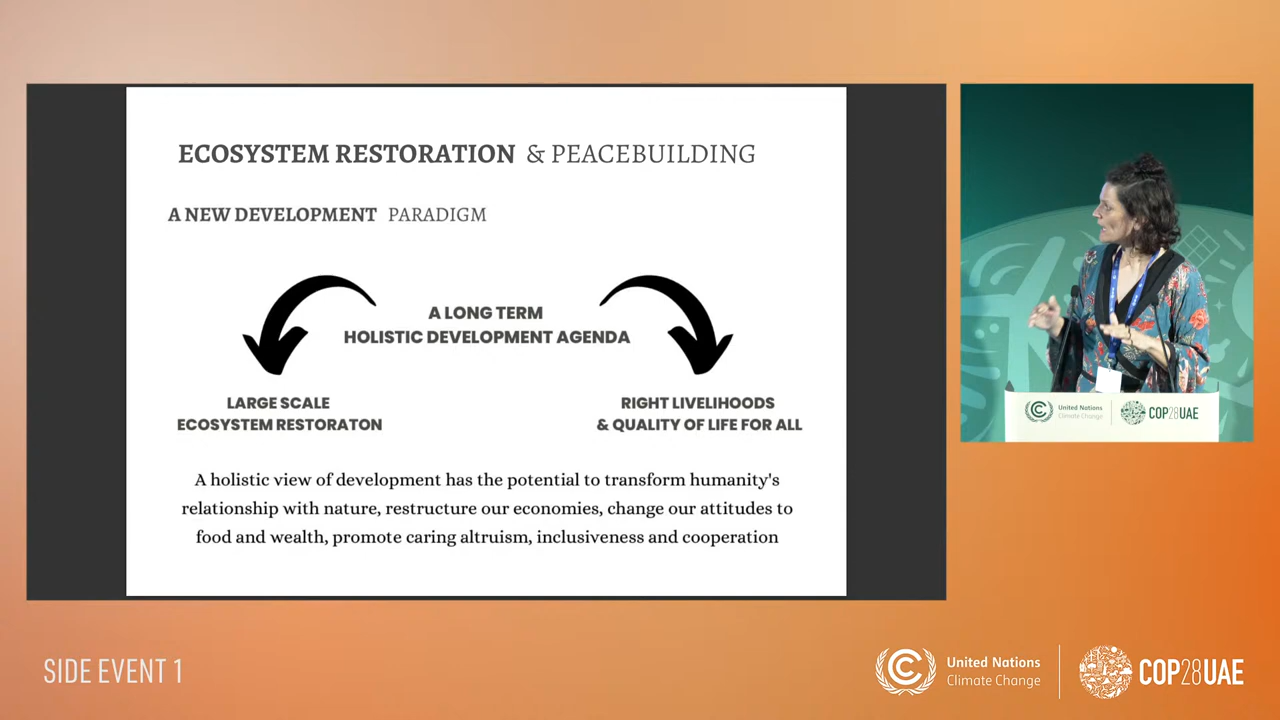 ECOSYSTEM RESTORATION & PEACEBUILDING
A NEW DEVELOPMENT PARADIGM
A LONG TERM
HOLISTIC DEVELOPMENT AGENDA
LARGE SCALE
ECOSYSTEM RESTORATON
RIGHT LIVELIHOODS
& QUALITY OF LIFE FOR ALL
A holistic view of development has the potential to transform humanity's
relationship with nature, restructure our economies, change our attitudes to
food and wealth, promote caring altruism, inclusiveness and cooperation
United Nations
Climate Change
COP28UAE
SIDE EVENT 1
United Nations
Climate Change
COP28UAE